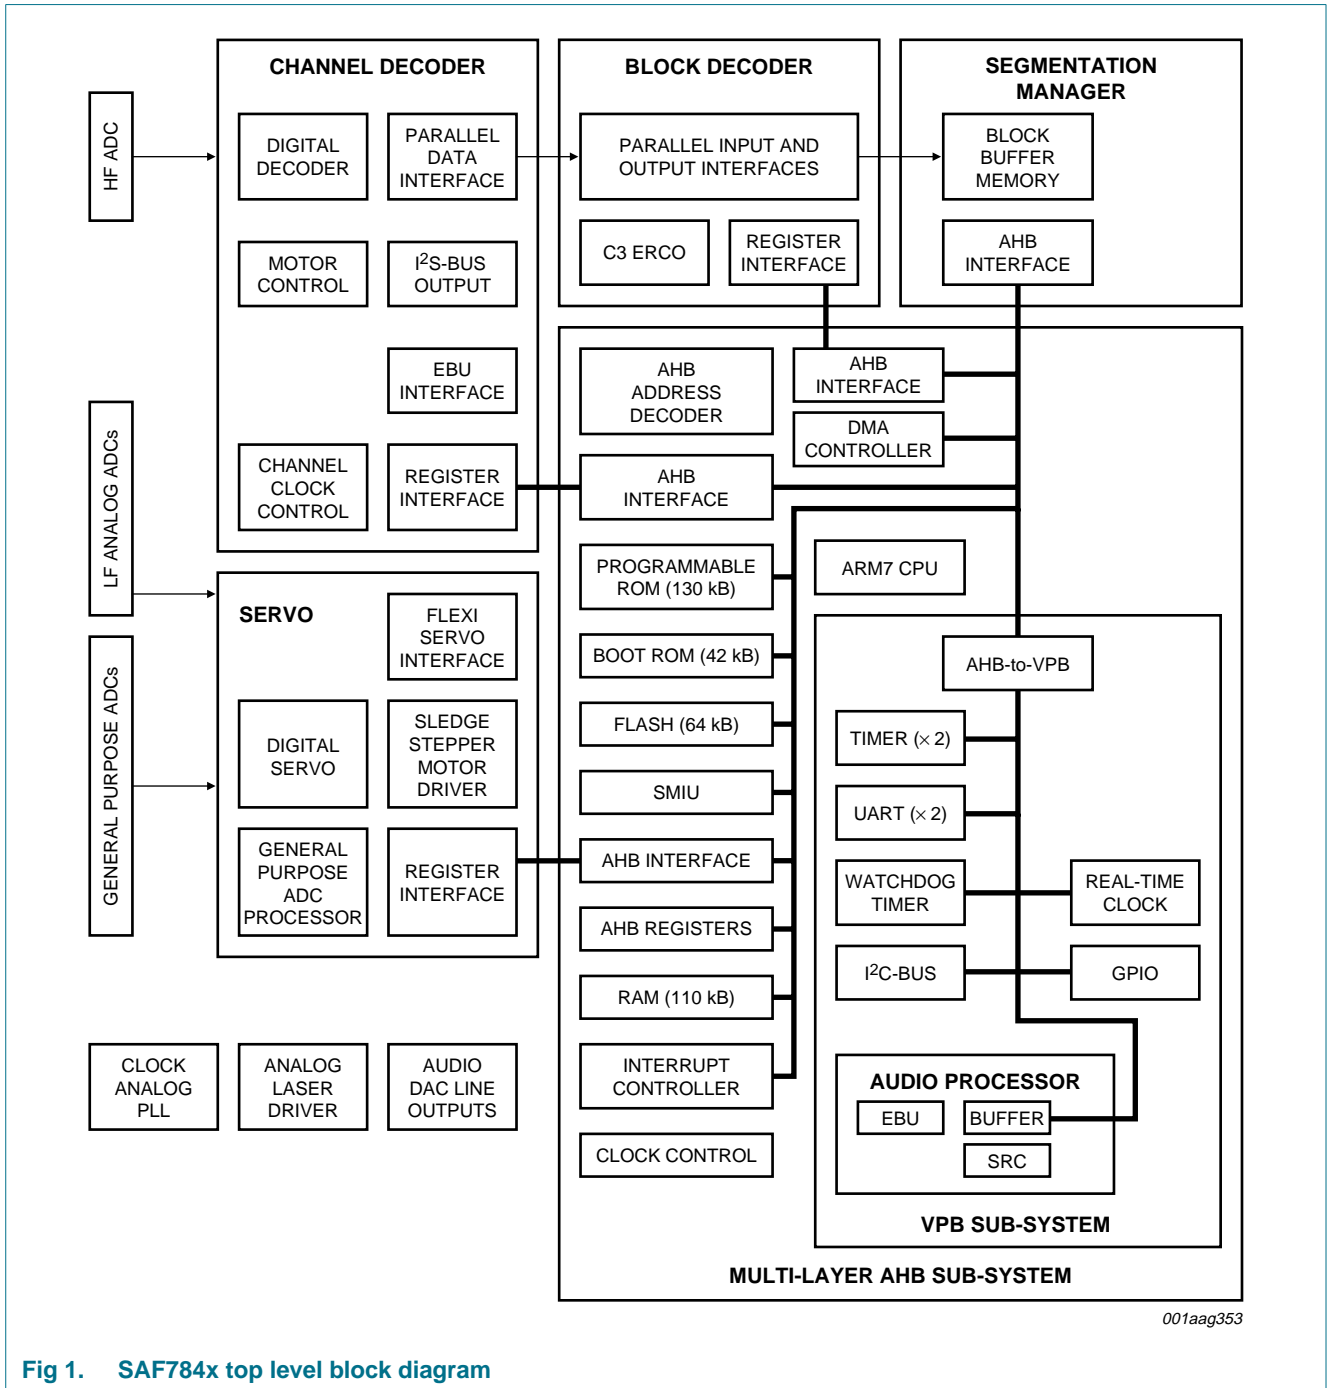 CHANNEL DECODER
BLOCK DECODER
SEGMENTATION
MANAGER
HF ADC
DIGITAL
DECODER
PARALLEL
DATA
INTERFACE
PARALLEL INPUT AND
OUTPUT INTERFACES
BLOCK
BUFFER
MEMORY
MOTOR
CONTROL
I2S-BUS
OUTPUT
C3 ERCO
REGISTER
INTERFACE
AHB
INTERFACE
EBU
INTERFACE
AHB
ADDRESS
DECODER
AHB
INTERFACE
DMA
CONTROLLER
LF ANALOG ADCs
CHANNEL
CLOCK
CONTROL
REGISTER
INTERFACE
AHB
INTERFACE
PROGRAMMABLE
ROM (130 kB)
ARM7 CPU
SERVO
FLEXI
SERVO
INTERFACE
BOOT ROM (42 kB)
AHB-to-VPB
GENERAL PURPOSE ADCs
DIGITAL
SERVO
SLEDGE
STEPPER
MOTOR
DRIVER
FLASH (64 kB)
TIMER (× 2)
SMIU
UART (× 2)
GENERAL
PURPOSE
ADC
PROCESSOR
REGISTER
INTERFACE
AHB INTERFACE
WATCHDOG
TIMER
REAL-TIME
CLOCK
AHB REGISTERS
I2C-BUS
GPIO
RAM (110 kB)
CLOCK
ANALOG
PLL
ANALOG
LASER
DRIVER
AUDIO
DAC LINE
OUTPUTS
INTERRUPT
CONTROLLER
AUDIO PROCESSOR
EBU
BUFFER
SRC
CLOCK CONTROL
VPB SUB-SYSTEM
MULTI-LAYER AHB SUB-SYSTEM
001aag353
Fig 1. SAF784x top level block diagram